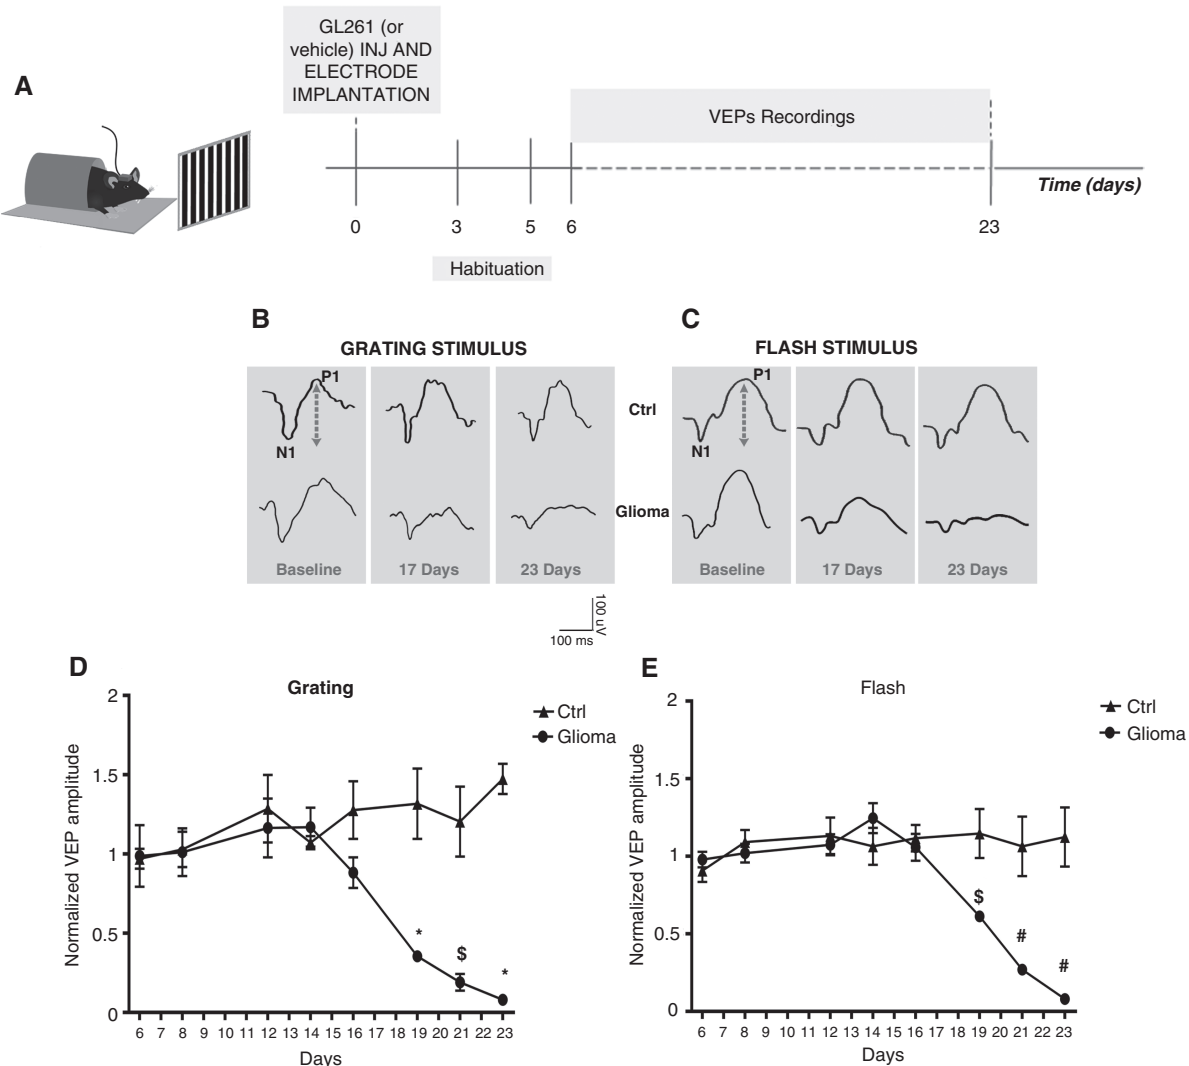 A
GL261 (or
vehicle) INJ AND
ELECTRODE
IMPLANTATION
VEPs Recordings
Time (days)
0 3 5 6 23
Habituation
B
GRATING STIMULUS
P1
N1
Baseline 17 Days 23 Days
Ctrl
Glioma
C
FLASH STIMULUS
P1
N1
Baseline 17 Days 23 Days
100 uV
100 ms
D
Grating
Ctrl
Glioma
Normalized VEP amplitude
2
1.5
1
0.5
0
* $ *
6 7 8 9 10 11 12 13 14 15 16 17 18 19 20 21 22 23
Days
E
Flash
Ctrl
Glioma
Normalized VEP amplitude
2
1.5
1
0.5
0
$ # #
6 7 8 9 10 11 12 13 14 15 16 17 18 19 20 21 22 23
Days